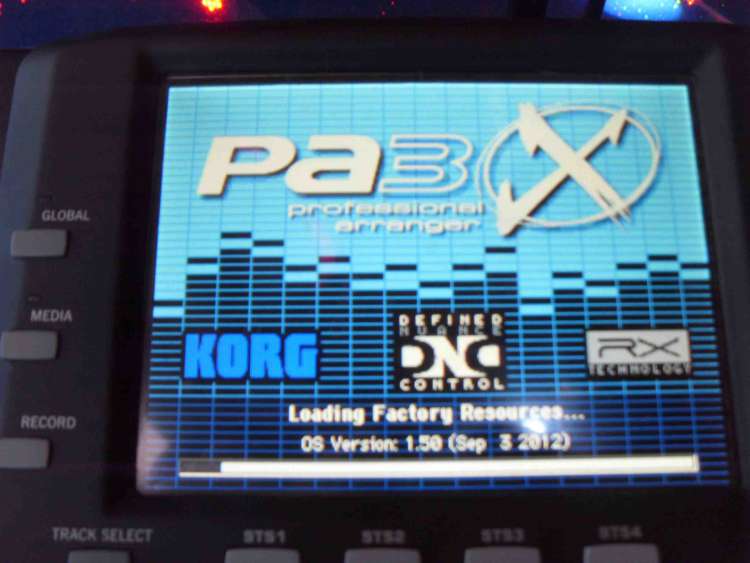 Pa3X
professional
arranger
GLOBAL
MEDIA
RECORD
KORG
DEFINED
NUANCE
DNC
CONTROL
RX
TECHNOLOGY
Loading Factory Resources...
OS Version: 1.50 (Sep 3 2012)
TRACK SELECT
STS1
STS2
STS3
STS4